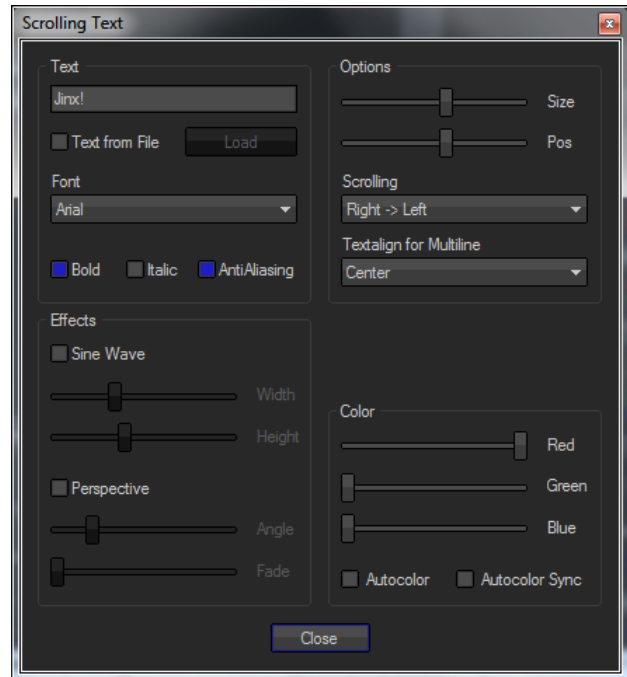 Scrolling Text
Text
Jinx!
Text from File
Load
Font
Arial
Bold
Italic
AntiAliasing
Options
Size
Pos
Scrolling
Right -> Left
Textalign for Multiline
Center
Effects
Sine Wave
Width
Height
Perspective
Angle
Fade
Color
Red
Green
Blue
Autocolor
Autocolor Sync
Close